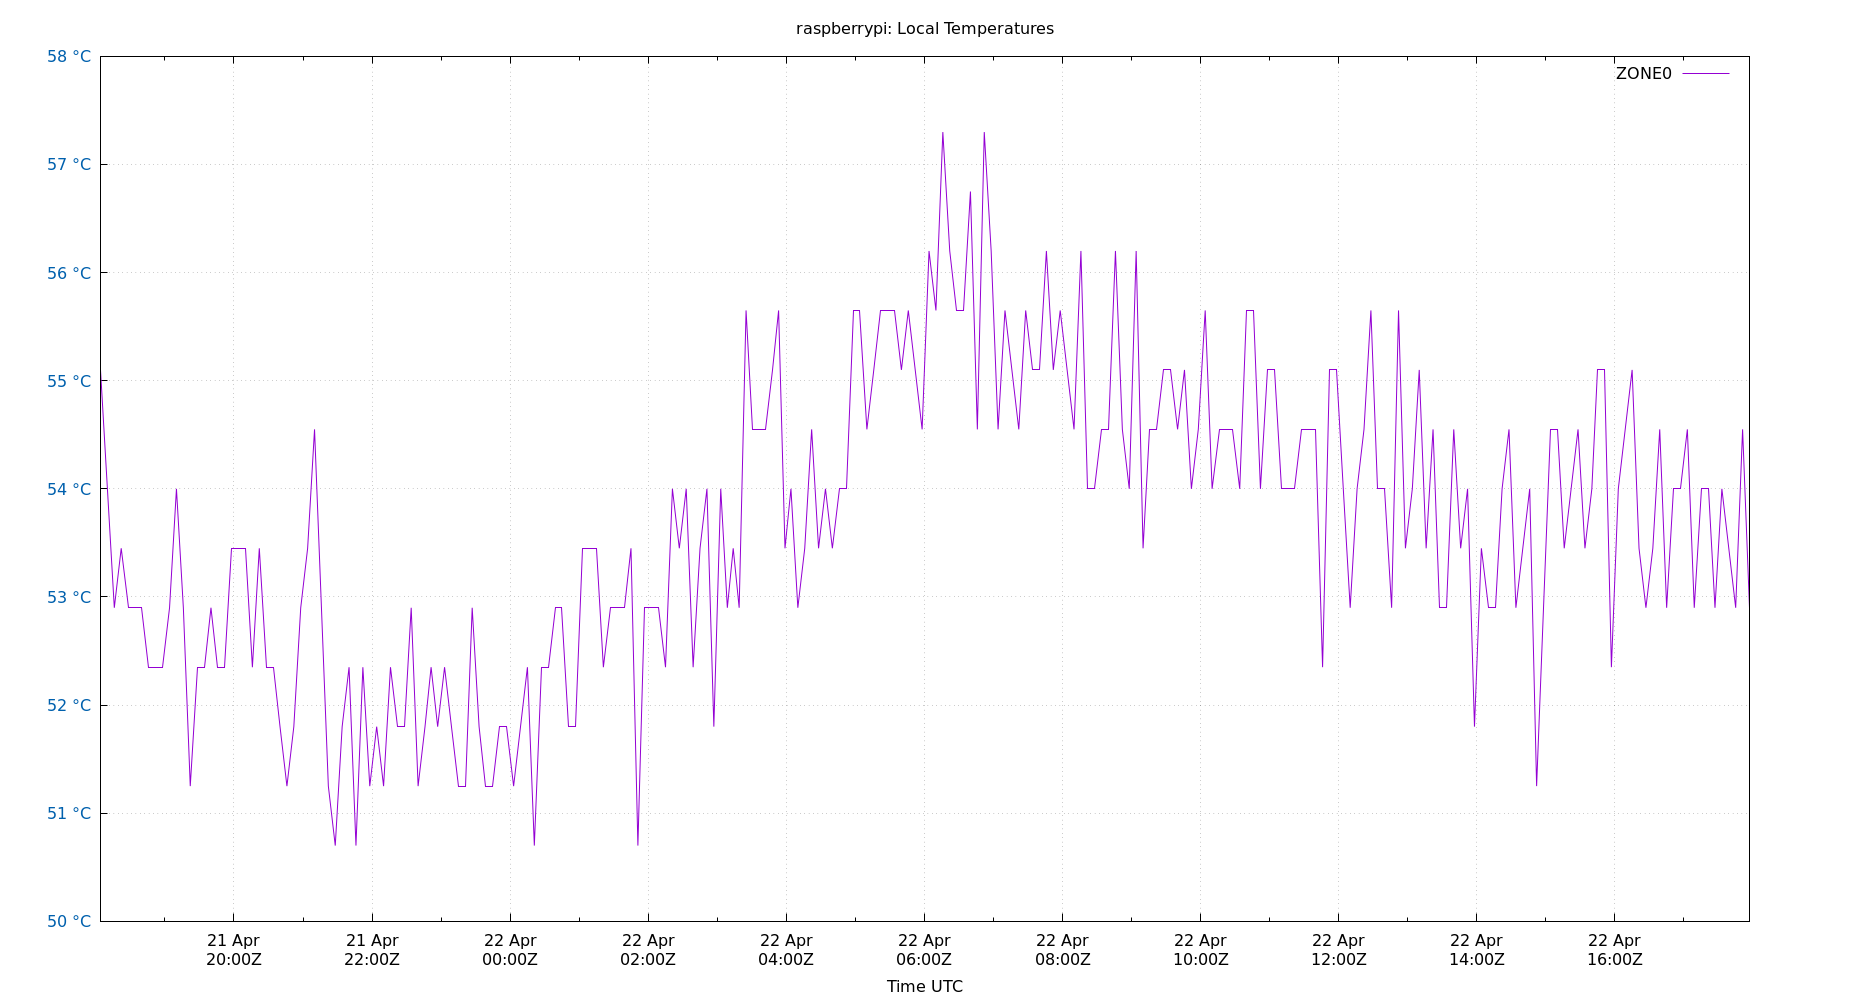 raspberrypi: Local Temperatures
58 °C
ZONE0
57 °C
56 °C
55 °C
54 °C
53 °C
52 °C
51 °C
50 °C
21 Apr 21 Apr 22 Apr 22 Apr 22 Apr 22 Apr 22 Apr 22 Apr 22 Apr 22 Apr 22 Apr
20:00Z 22:00Z 00:00Z 02:00Z 04:00Z 06:00Z 08:00Z 10:00Z 12:00Z 14:00Z 16:00Z
Time UTC